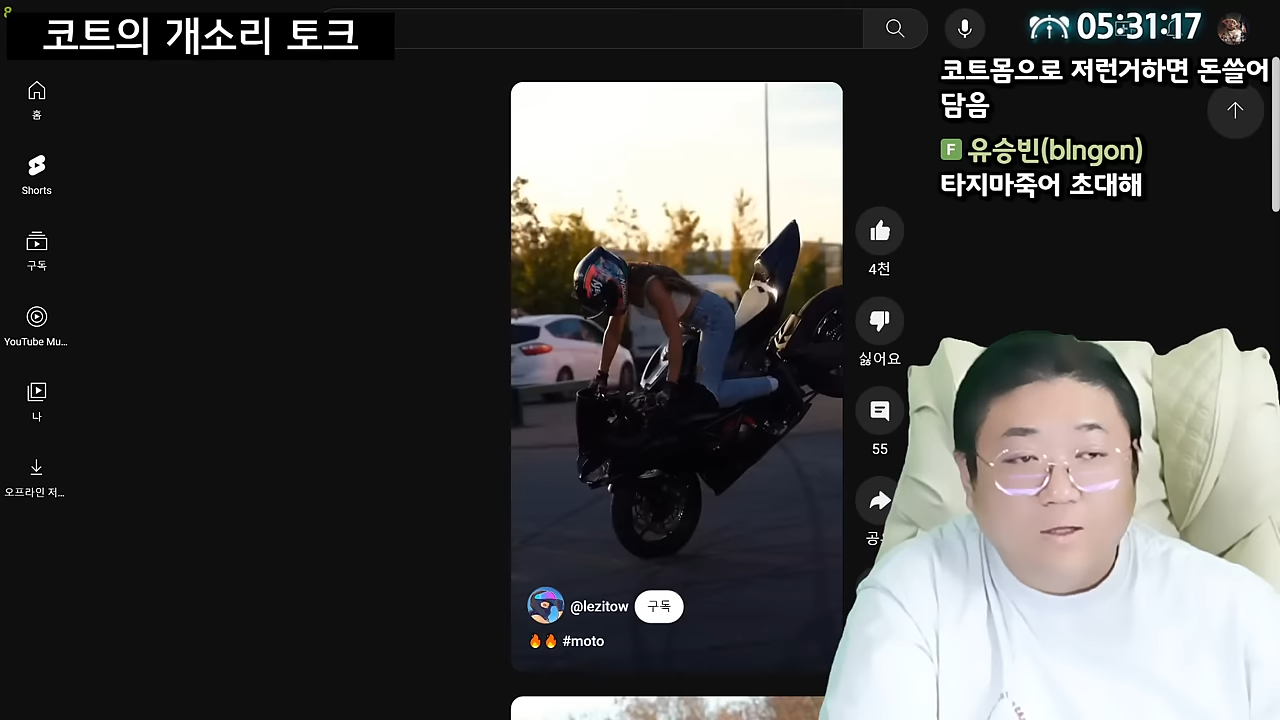 코트의 개소리 토크
05:31:17
코트몸으로 저런거하면 돈쓸어
담음
F 유승빈(blngon)
타지마죽어 초대해
홈
Shorts
구독
YouTube Mu...
나
오프라인 저...
4천
싫어요
55
@lezitow 구독
🔥🔥 #moto